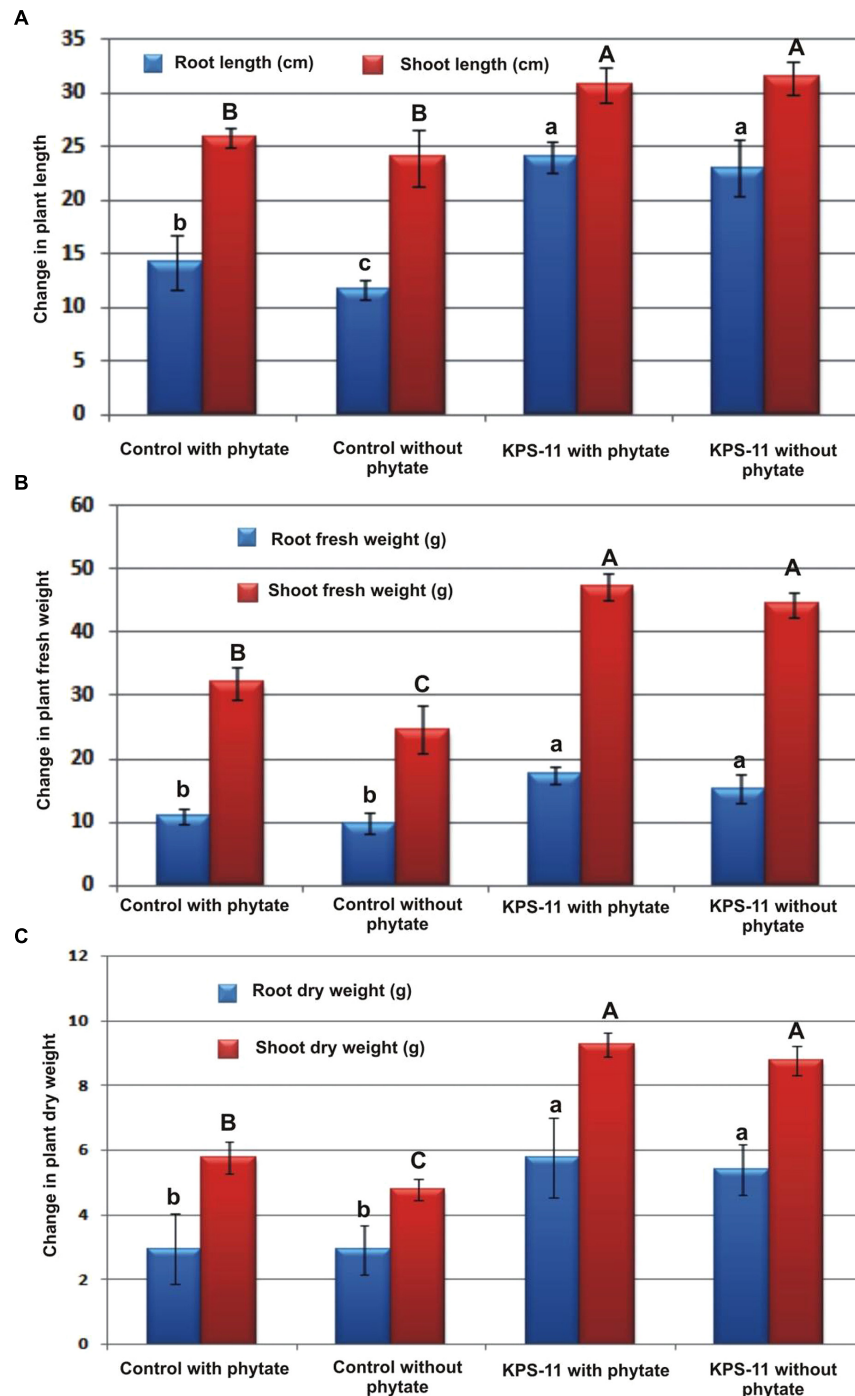 A
35
Root length (cm)
Shoot length (cm)
A
A
30
B
B
a
a
25
20
b
15
c
10
5
0
Change in plant length
Control with phytate
Control without
phytate
KPS-11 with phytate
KPS-11 without
phytate
B
60
Root fresh weight (g)
Shoot fresh weight (g)
50
A
A
40
B
30
C
20
b
b
a
a
10
0
Change in plant fresh weight
Control with phytate
Control without
phytate
KPS-11 with phytate
KPS-11 without
phytate
C
12
Root dry weight (g)
Shoot dry weight (g)
10
A
A
8
B
C
a
a
6
b
b
4
2
0
Change in plant dry weight
Control with phytate
Control without
phytate
KPS-11 with phytate
KPS-11 without
phytate